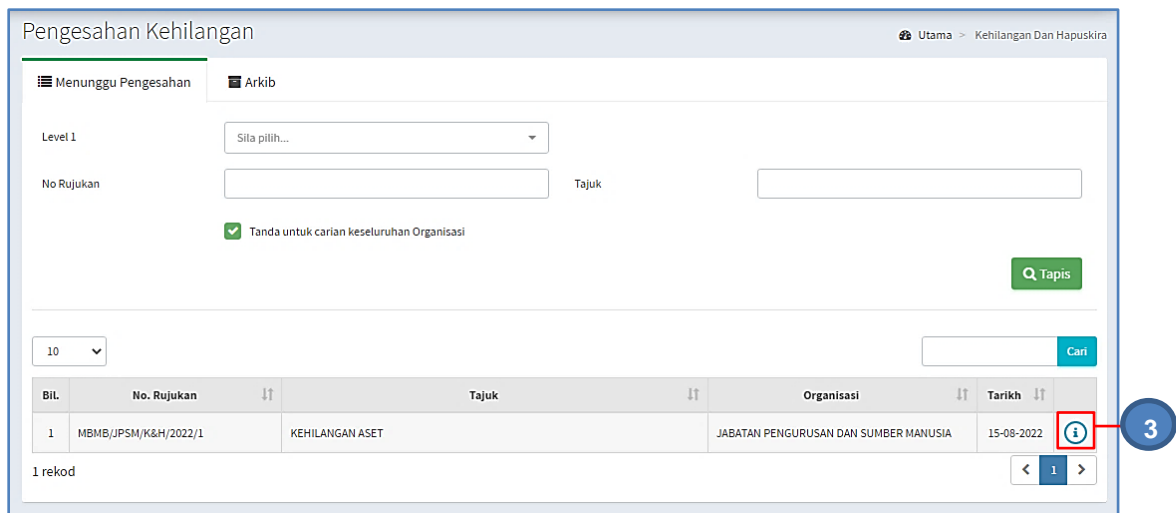 Pengesahan Kehilangan
Utama > Kehilangan Dan Hapuskira
Menunggu Pengesahan Arkib
Level 1 Sila pilih...
No Rujukan Tajuk
Tanda untuk carian keseluruhan Organisasi
Tapis
10 Cari
Bil. No. Rujukan Tajuk Organisasi Tarikh
1 MBMB/JPSM/K&H/2022/1 KEHILANGAN ASET JABATAN PENGURUSAN DAN SUMBER MANUSIA 15-08-2022 3
1 rekod < 1 >